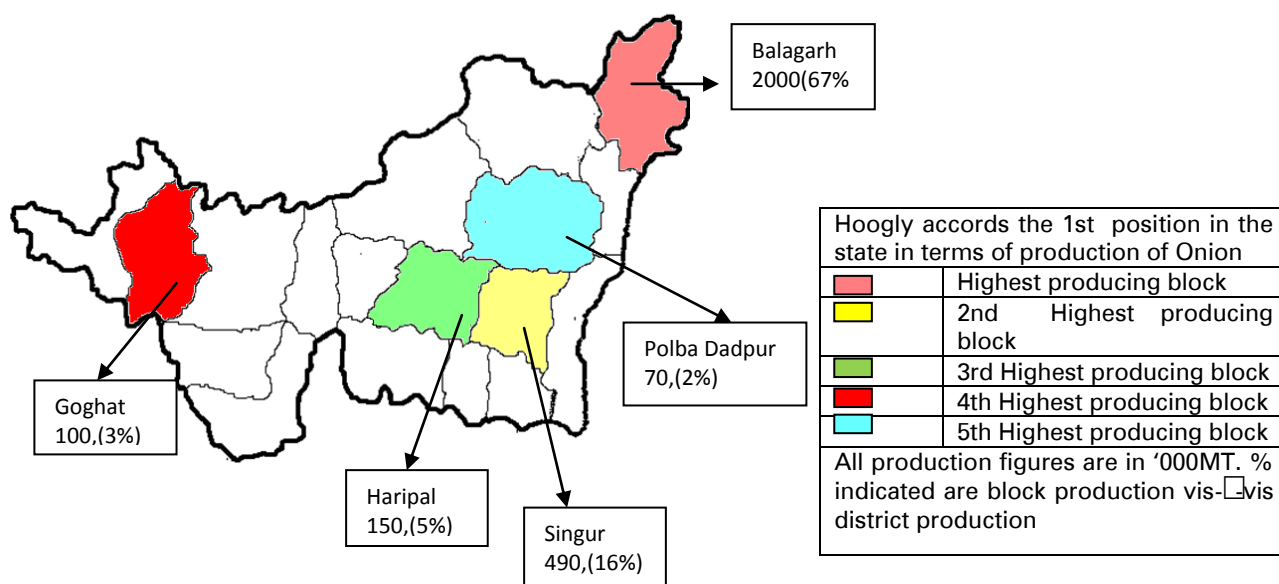 Balagarh
2000(67%
Polba Dadpur
70,(2%)
Goghat
100,(3%)
Haripal
150,(5%)
Singur
490,(16%)
Hoogly accords the 1st position in the
state in terms of production of Onion
Highest producing block
2nd Highest producing
block
3rd Highest producing block
4th Highest producing block
5th Highest producing block
All production figures are in ‘000MT. %
indicated are block production vis-□-vis
district production